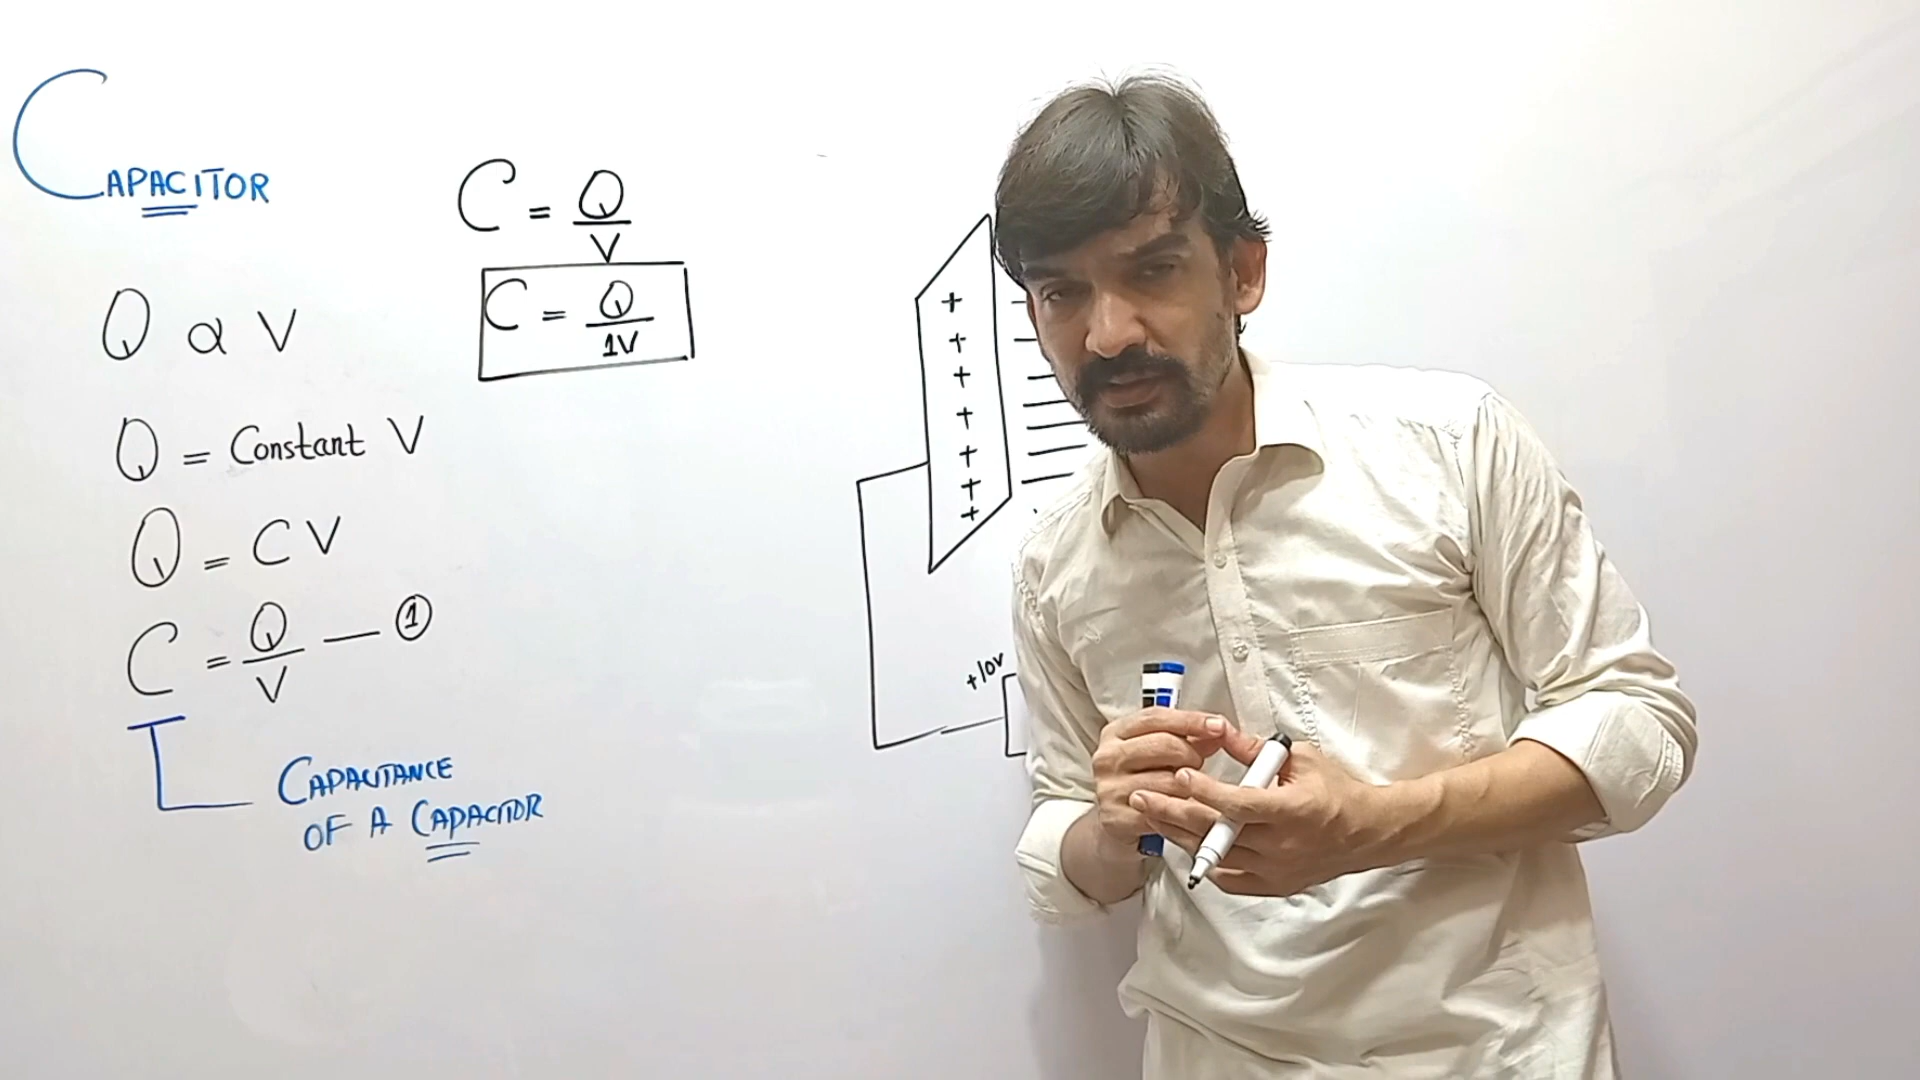 CAPACITOR
Q α V
Q = Constant V
Q = CV
C = Q/V — ①
CAPACITANCE
OF A CAPACITOR
C = Q/V
C = Q/1V
+ + + + + + +
+10V